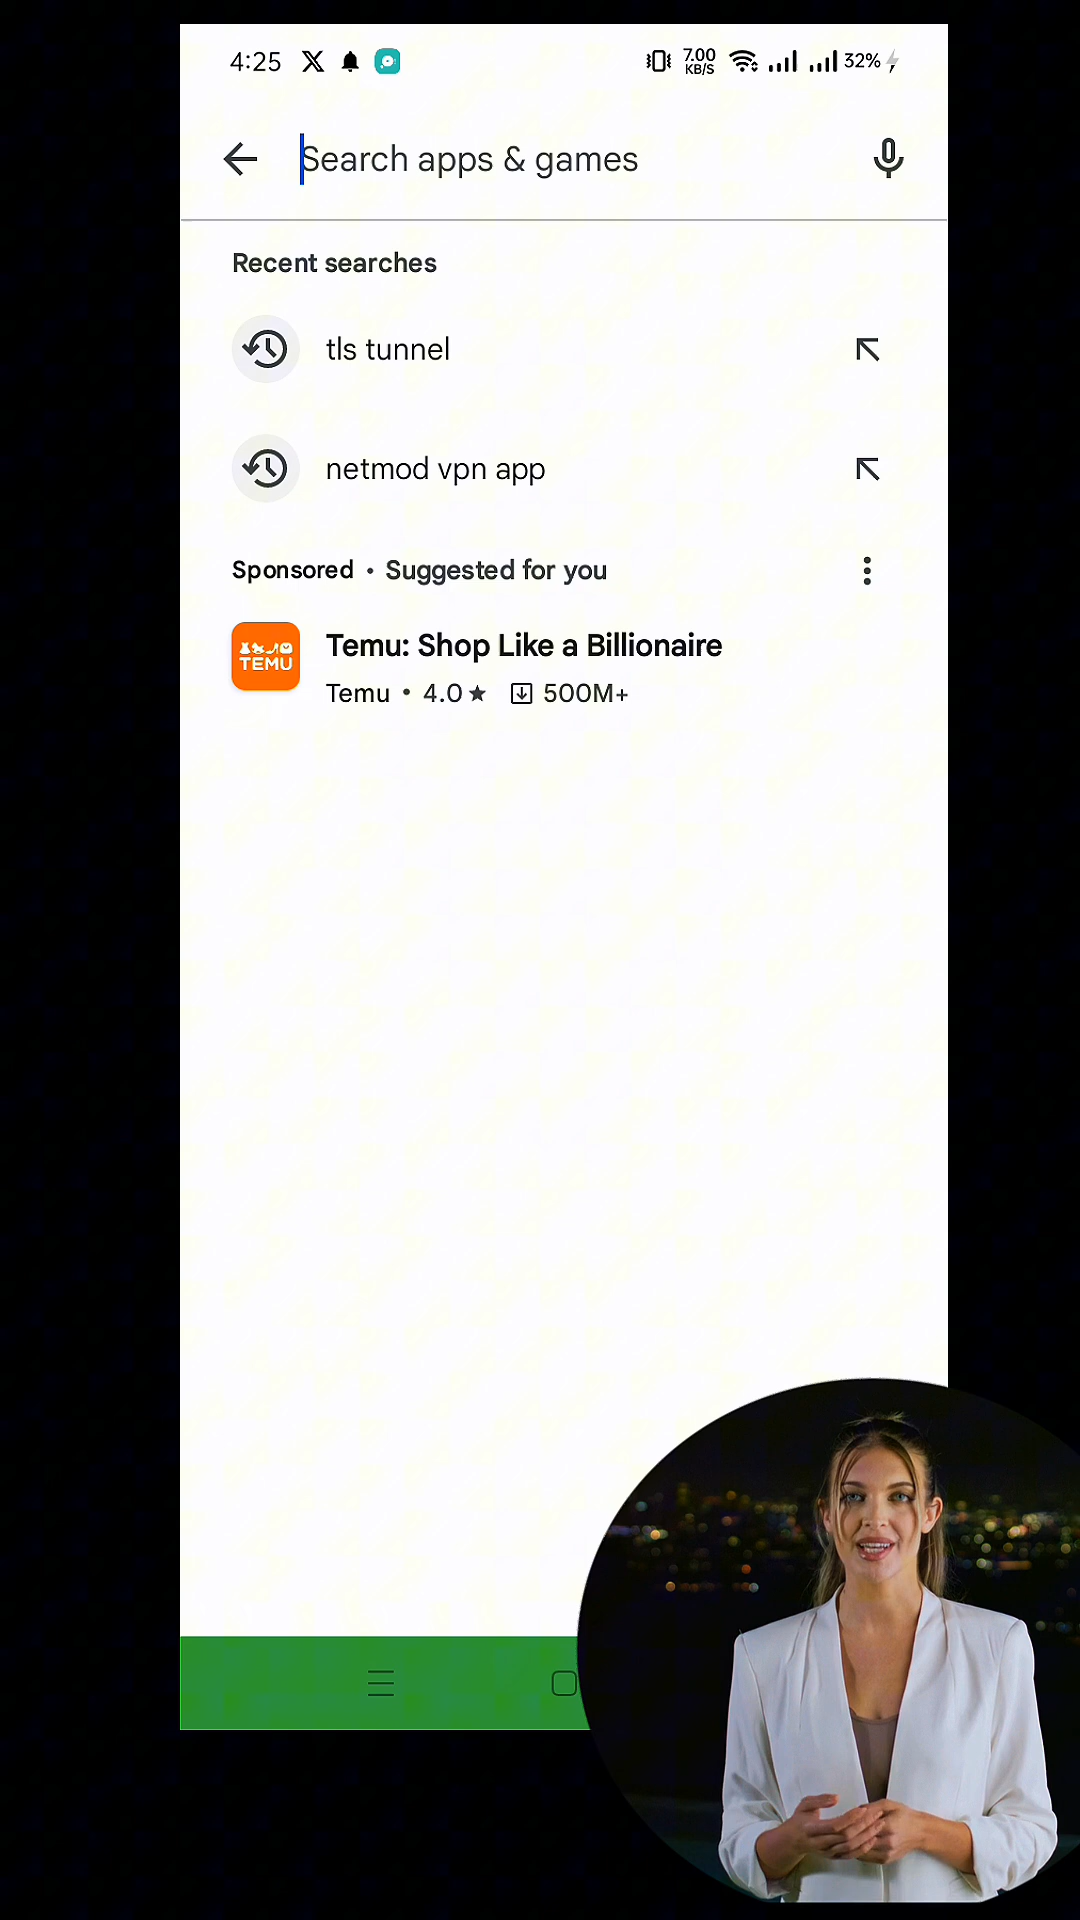 4:25 7.00 KB/S 32%
Search apps & games
Recent searches
tls tunnel
netmod vpn app
Sponsored • Suggested for you
TEMU
Temu: Shop Like a Billionaire
Temu • 4.0 ★ 500M+